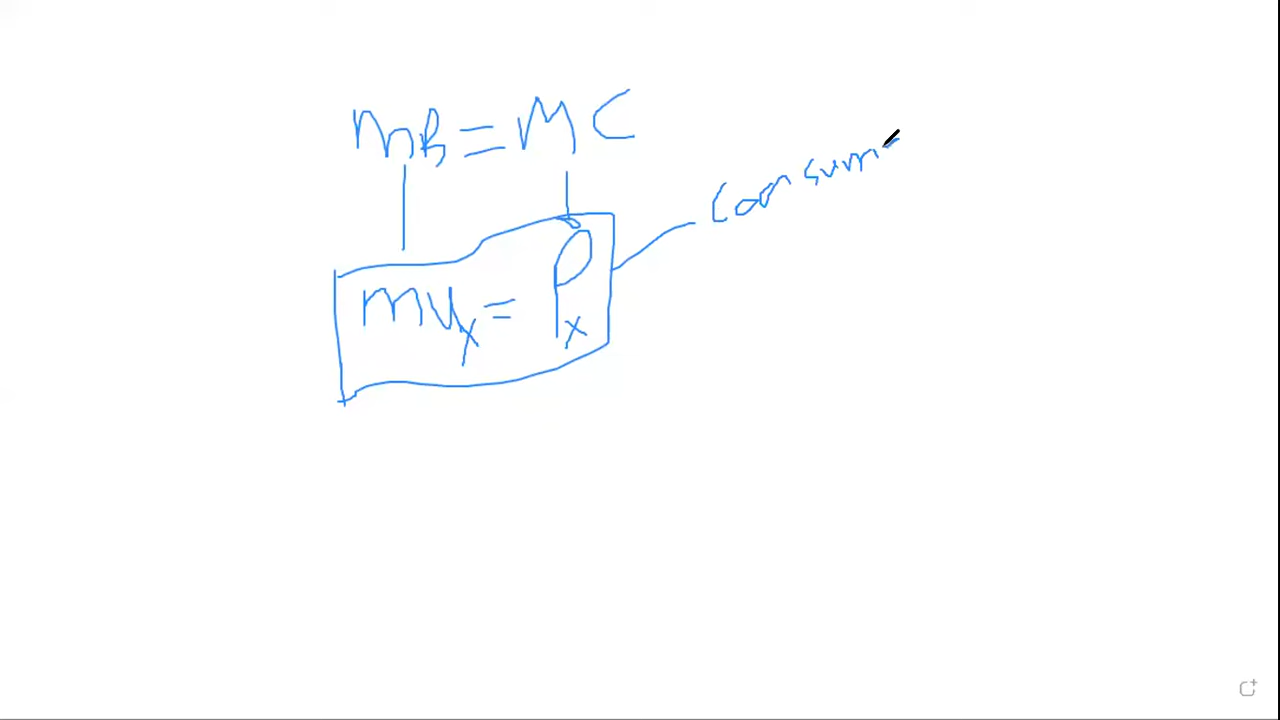 MB = MC
MUx = Px
Consum